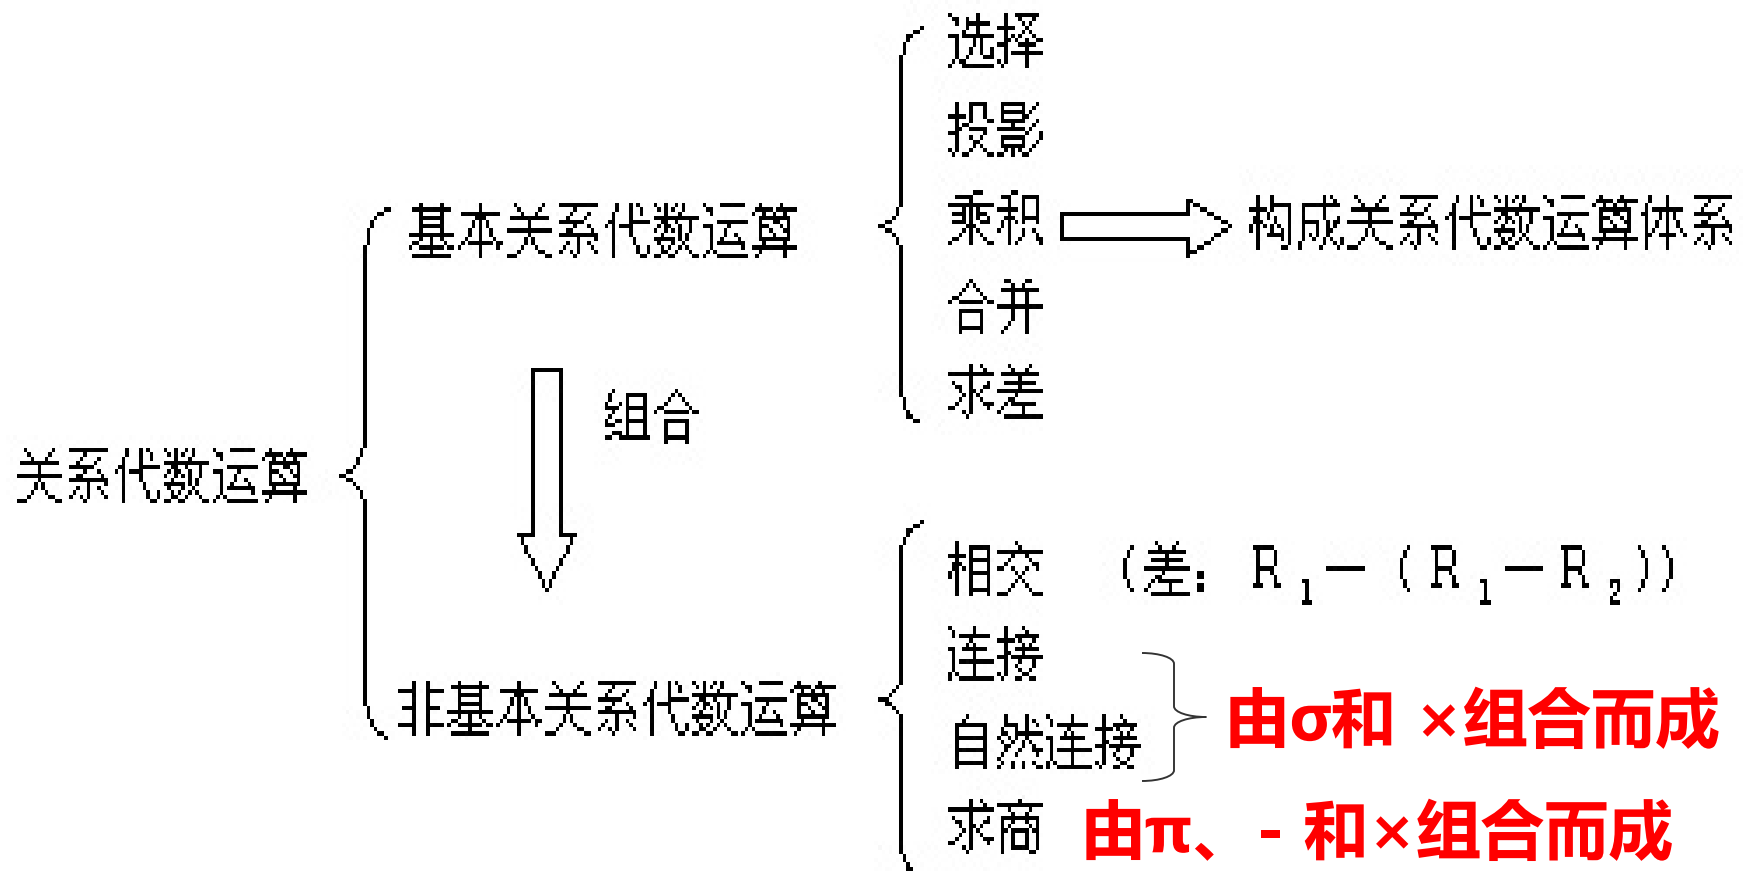 选择
投影
基本关系代数运算
乘积
构成关系代数运算体系
合并
求差
组合
关系代数运算
相交 (差: R₁－(R₁－R₂))
连接
非基本关系代数运算
自然连接
由σ和 ×组合而成
求商 由π、- 和×组合而成